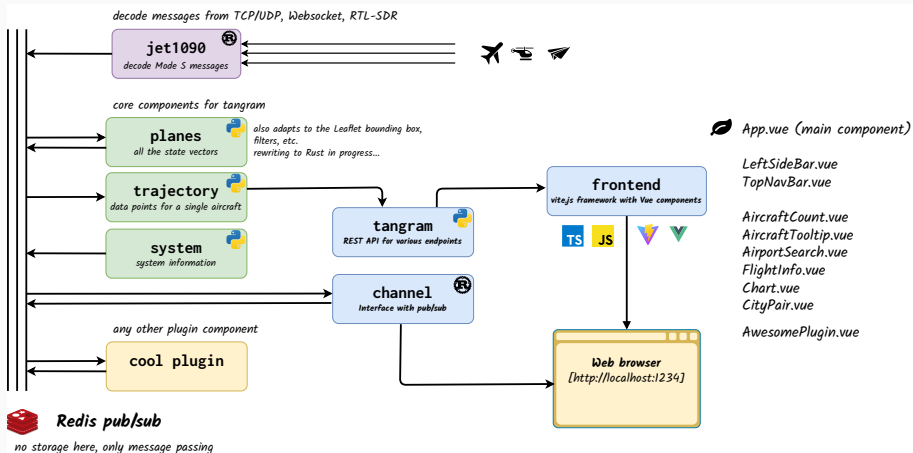 decode messages from TCP/UDP, Websocket, RTL-SDR
jet1090
decode Mode S messages
core components for tangram
planes
all the state vectors
also adapts to the Leaflet bounding box,
filters, etc.
rewriting to Rust in progress...
trajectory
data points for a single aircraft
system
system information
tangram
REST API for various endpoints
frontend
vite.js framework with Vue components
TS
JS
channel
Interface with pub/sub
any other plugin component
cool plugin
Web browser
[http://localhost:1234]
App.vue (main component)
LeftSideBar.vue
TopNavBar.vue
AircraftCount.vue
AircraftTooltip.vue
AirportSearch.vue
FlightInfo.vue
Chart.vue
CityPair.vue
AwesomePlugin.vue
Redis pub/sub
no storage here, only message passing